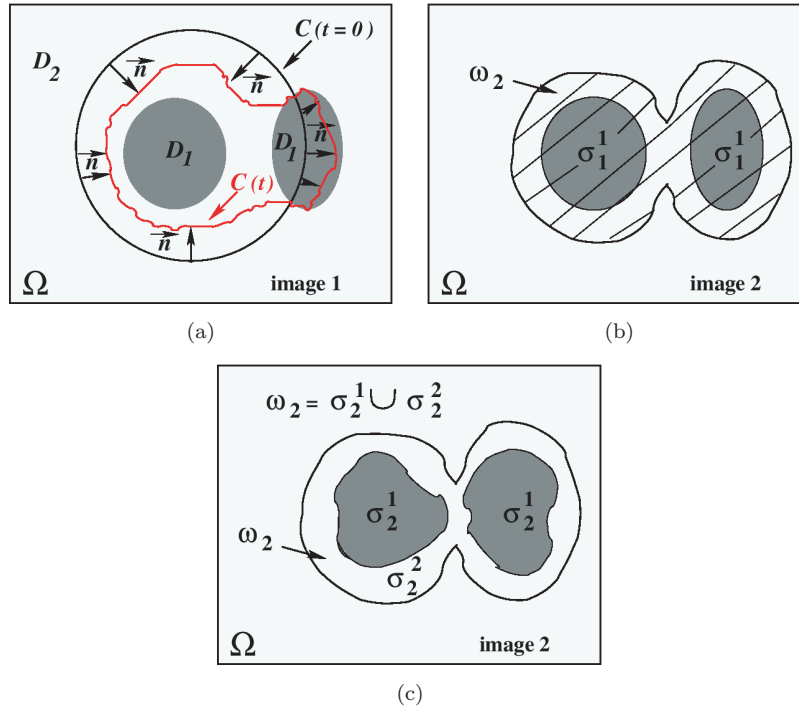 C(t=0)
D₂
n⃗ n⃗
D₁ D₁ n⃗
n⃗
C(t)
n⃗
Ω image 1
(a)
ω₂
σ₁¹ σ₁¹
Ω image 2
(b)
ω₂ = σ₂¹ ∪ σ₂²
σ₂¹ σ₂¹
ω₂
σ₂²
Ω image 2
(c)